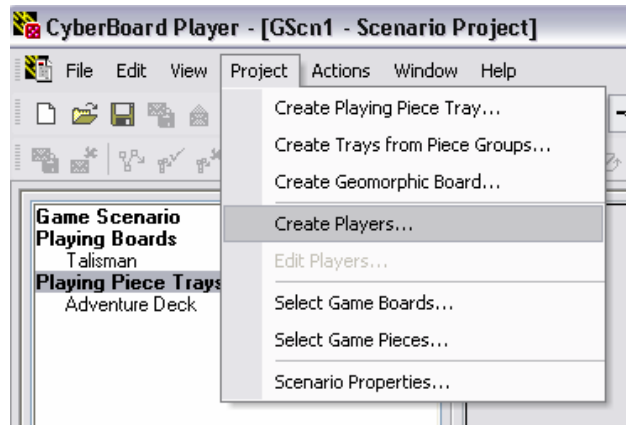 CyberBoard Player - [GScn1 - Scenario Project]
File Edit View Project Actions Window Help
Create Playing Piece Tray...
Create Trays from Piece Groups...
Create Geomorphic Board...
Create Players...
Edit Players...
Select Game Boards...
Select Game Pieces...
Scenario Properties...
Game Scenario
Playing Boards
Talisman
Playing Piece Trays
Adventure Deck